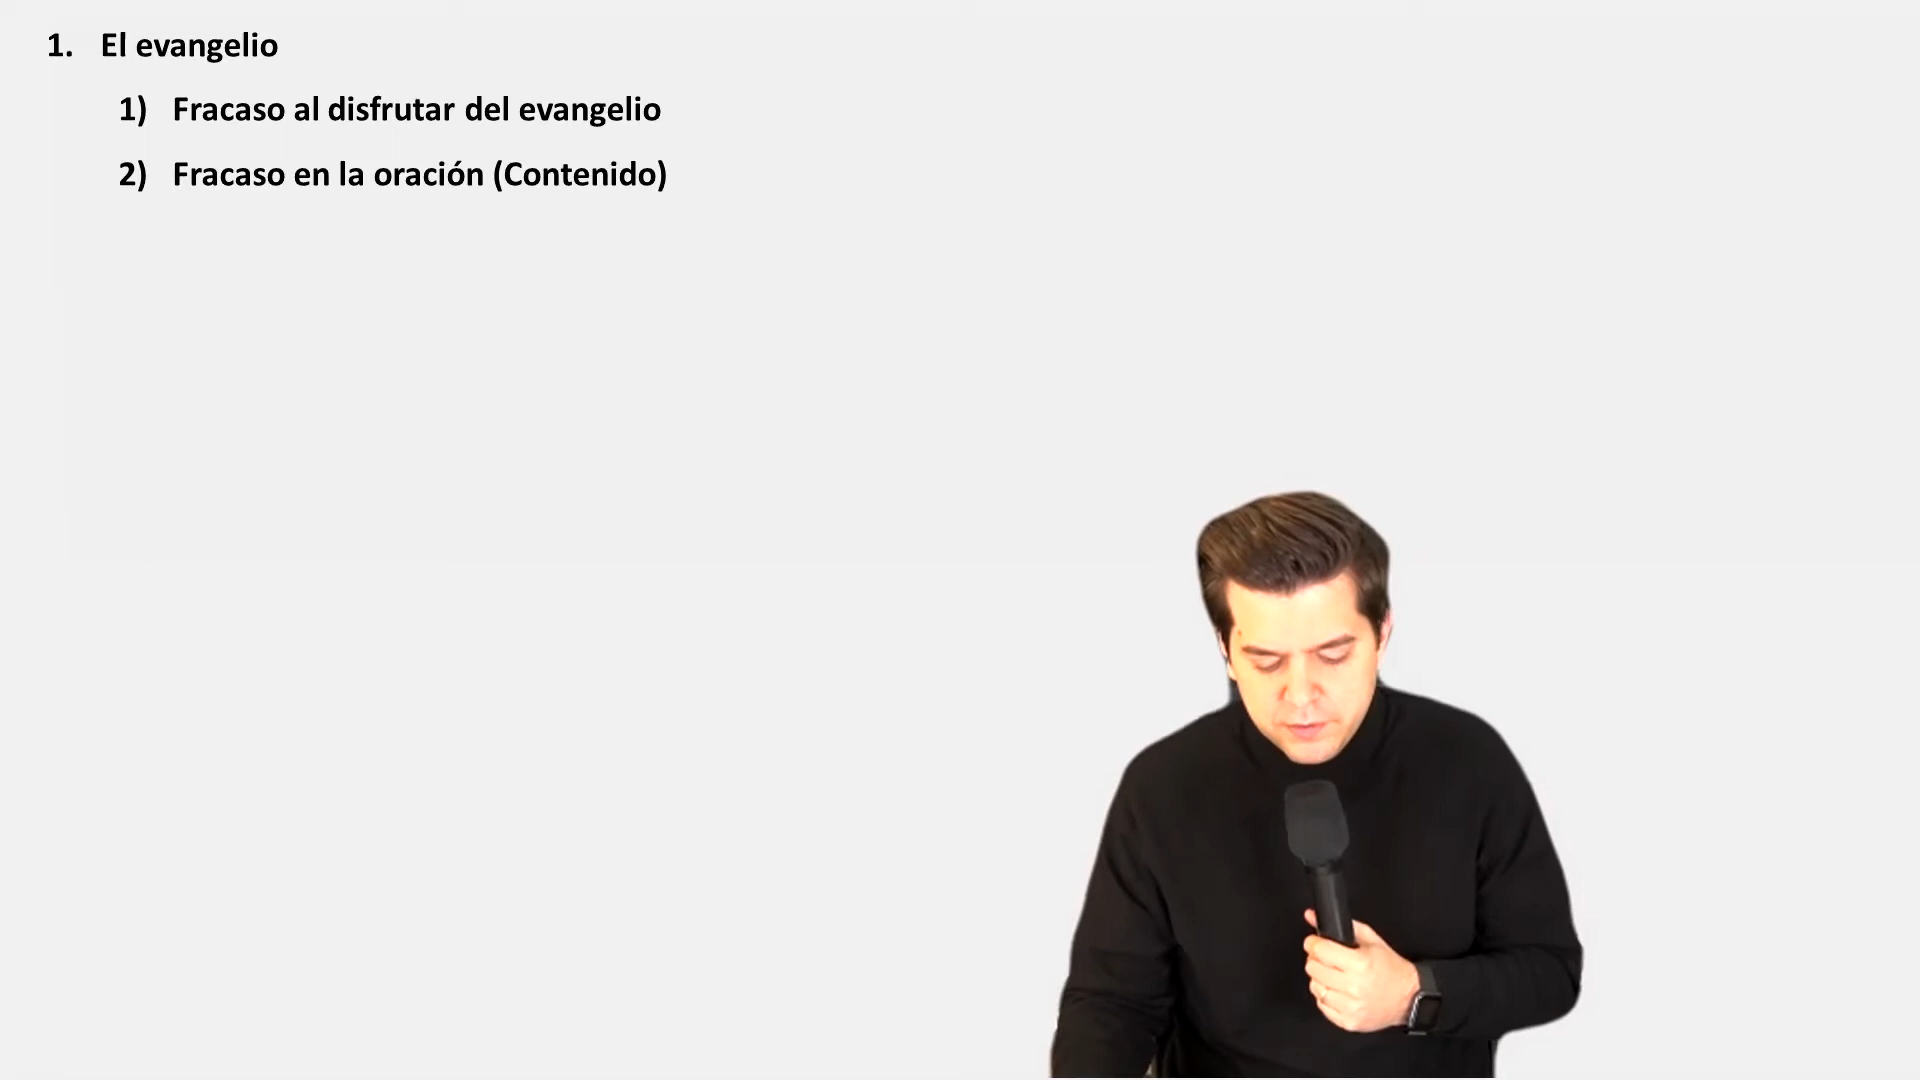 1. El evangelio
1) Fracaso al disfrutar del evangelio
2) Fracaso en la oración (Contenido)